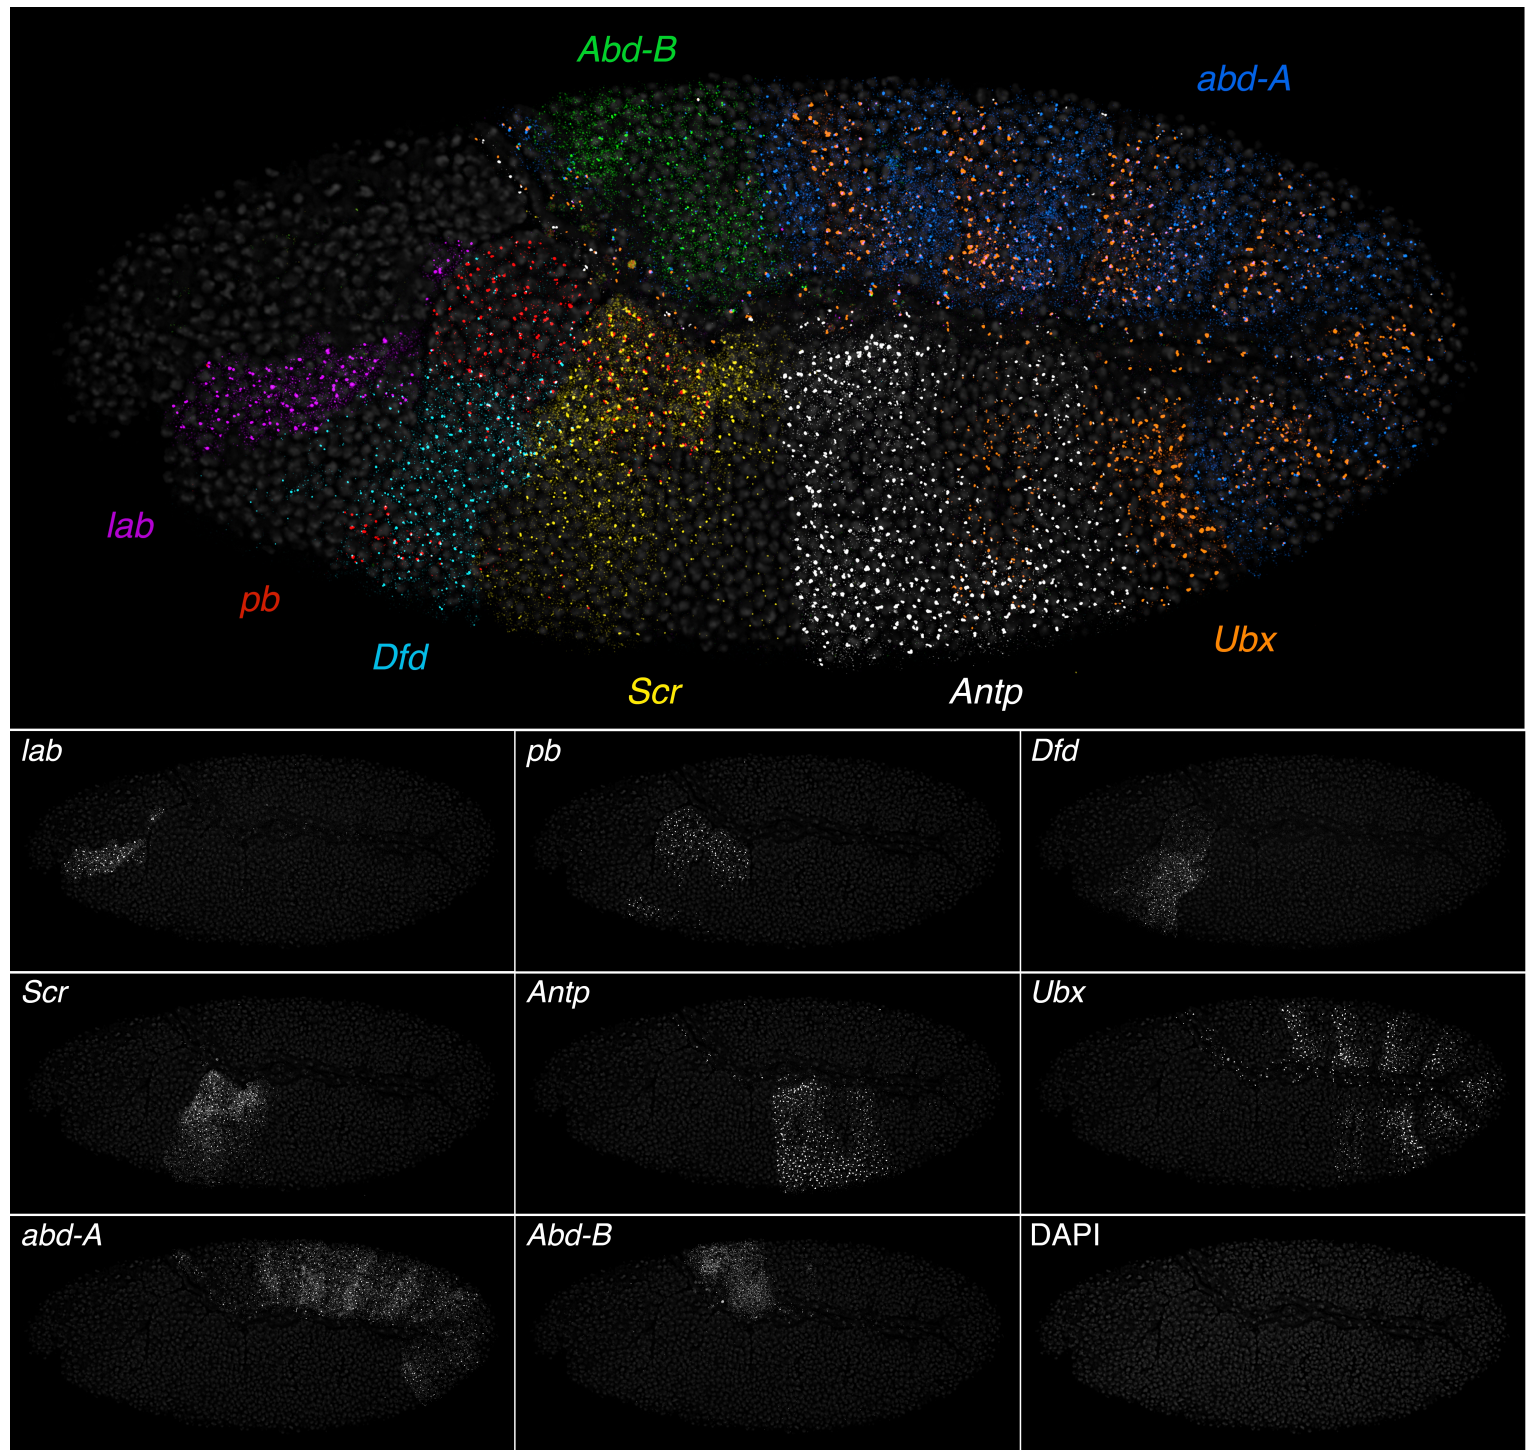 Abd-B
abd-A
lab
pb
Dfd
Scr
Antp
Ubx
lab
pb
Dfd
Scr
Antp
Ubx
abd-A
Abd-B
DAPI